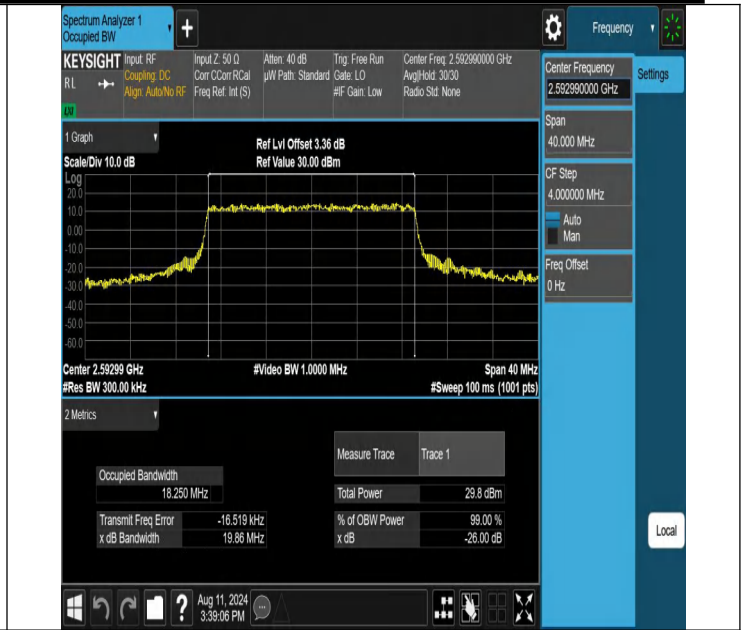 Spectrum Analyzer 1
Occupied BW
+
Frequency
KEYSIGHT
RL
LXI
Input: RF
Coupling: DC
Align: Auto/No RF
Input Z: 50 Ω
Corr CCorr RCal
Freq Ref: Int (S)
Atten: 40 dB
µW Path: Standard
Trig: Free Run
Gate: LO
#IF Gain: Low
Center Freq: 2.592990000 GHz
Avg|Hold: 30/30
Radio Std: None
Center Frequency
2.592990000 GHz
Settings
Span
40.000 MHz
CF Step
4.000000 MHz
Auto
Man
Freq Offset
0 Hz
Local
1 Graph
Scale/Div 10.0 dB
Ref Lvl Offset 3.36 dB
Ref Value 30.00 dBm
Log
20.0
10.0
0.00
-10.0
-20.0
-30.0
-40.0
-50.0
-60.0
Center 2.59299 GHz
#Video BW 1.0000 MHz
Span 40 MHz
#Res BW 300.00 kHz
#Sweep 100 ms (1001 pts)
2 Metrics
Measure Trace Trace 1
Occupied Bandwidth
18.250 MHz
Total Power 29.8 dBm
Transmit Freq Error -16.519 kHz
% of OBW Power 99.00 %
x dB Bandwidth 19.86 MHz
x dB -26.00 dB
?
Aug 11, 2024
3:39:06 PM